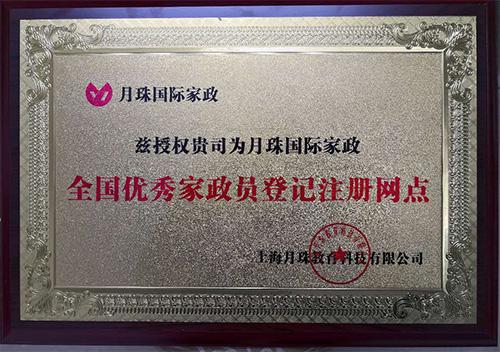 月珠国际家政
兹授权贵司为月珠国际家政
全国优秀家政员登记注册网点
上海月珠教育科技有限公司